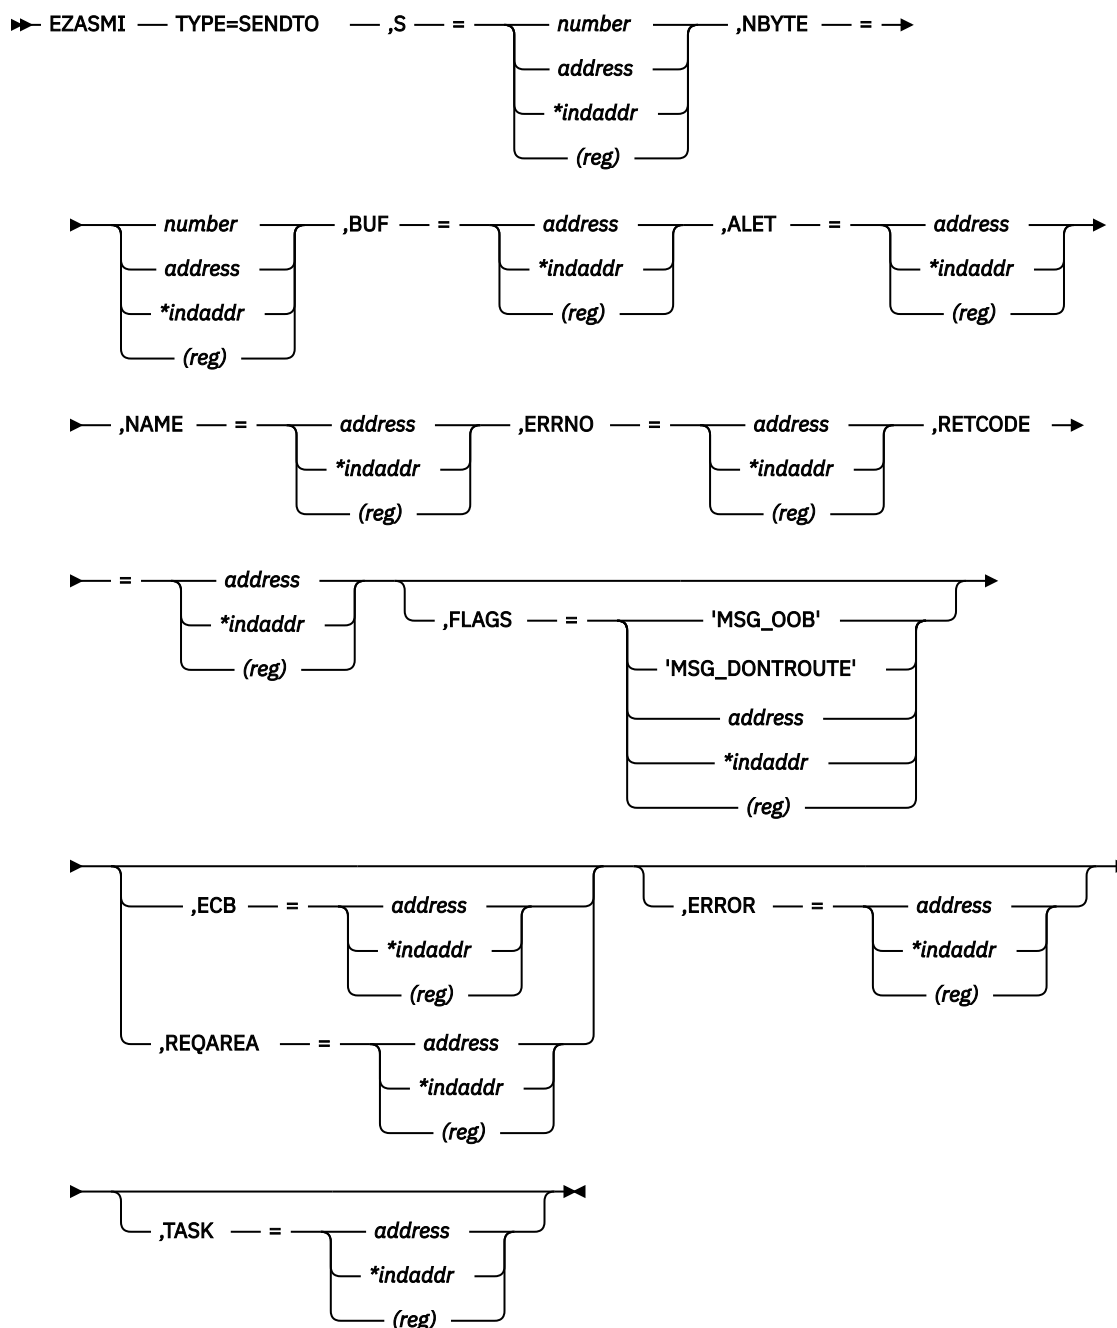 EZASMI TYPE=SENDTO ,S = number ,NBYTE =
address
*indaddr
(reg)
number ,BUF = address ,ALET = address
address *indaddr *indaddr
*indaddr (reg) (reg)
(reg)
,NAME = address ,ERRNO = address ,RETCODE
*indaddr *indaddr
(reg) (reg)
= address
*indaddr ,FLAGS = 'MSG_OOB'
(reg) 'MSG_DONTROUTE'
address
*indaddr
(reg)
,ECB = address ,ERROR = address
*indaddr *indaddr
(reg) (reg)
,REQAREA = address
*indaddr
(reg)
,TASK = address
*indaddr
(reg)